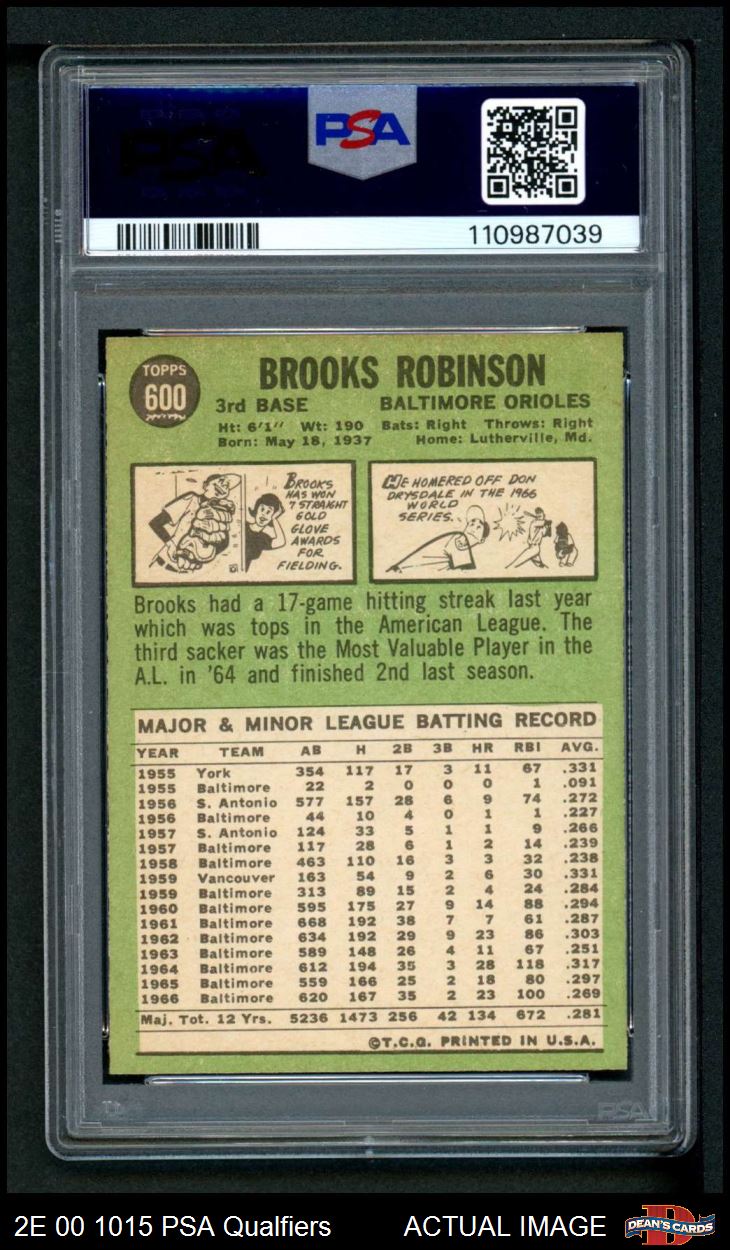 PSA
PSA
110987039
TOPPS
600
BROOKS ROBINSON
3rd BASE BALTIMORE ORIOLES
Ht: 6'1" Wt: 190 Bats: Right Throws: Right
Born: May 18, 1937 Home: Lutherville, Md.
BROOKS
HAS WON
7 STRAIGHT
GOLD
GLOVE
AWARDS
FOR
FIELDING.
HE HOMERED OFF DON
DRYSDALE IN THE 1966
WORLD
SERIES.
Brooks had a 17-game hitting streak last year
which was tops in the American League. The
third sacker was the Most Valuable Player in the
A.L. in '64 and finished 2nd last season.
MAJOR & MINOR LEAGUE BATTING RECORD
YEAR TEAM AB H 2B 3B HR RBI AVG.
1955 York 354 117 17 3 11 67 .331
1955 Baltimore 22 2 0 0 0 1 .091
1956 S. Antonio 577 157 28 6 9 74 .272
1956 Baltimore 44 10 4 0 1 1 .227
1957 S. Antonio 124 33 5 1 1 9 .266
1957 Baltimore 117 28 6 1 2 14 .239
1958 Baltimore 463 110 16 3 3 32 .238
1959 Vancouver 163 54 9 2 6 30 .331
1959 Baltimore 313 89 15 2 4 24 .284
1960 Baltimore 595 175 27 9 14 88 .294
1961 Baltimore 668 192 38 7 7 61 .287
1962 Baltimore 634 192 29 9 23 86 .303
1963 Baltimore 589 148 26 4 11 67 .251
1964 Baltimore 612 194 35 3 28 118 .317
1965 Baltimore 559 166 25 2 18 80 .297
1966 Baltimore 620 167 35 2 23 100 .269
Maj. Tot. 12 Yrs. 5236 1473 256 42 134 672 .281
©T.C.G. PRINTED IN U.S.A.
PSA
2E 00 1015 PSA Qualfiers ACTUAL IMAGE
DEAN'S CARDS